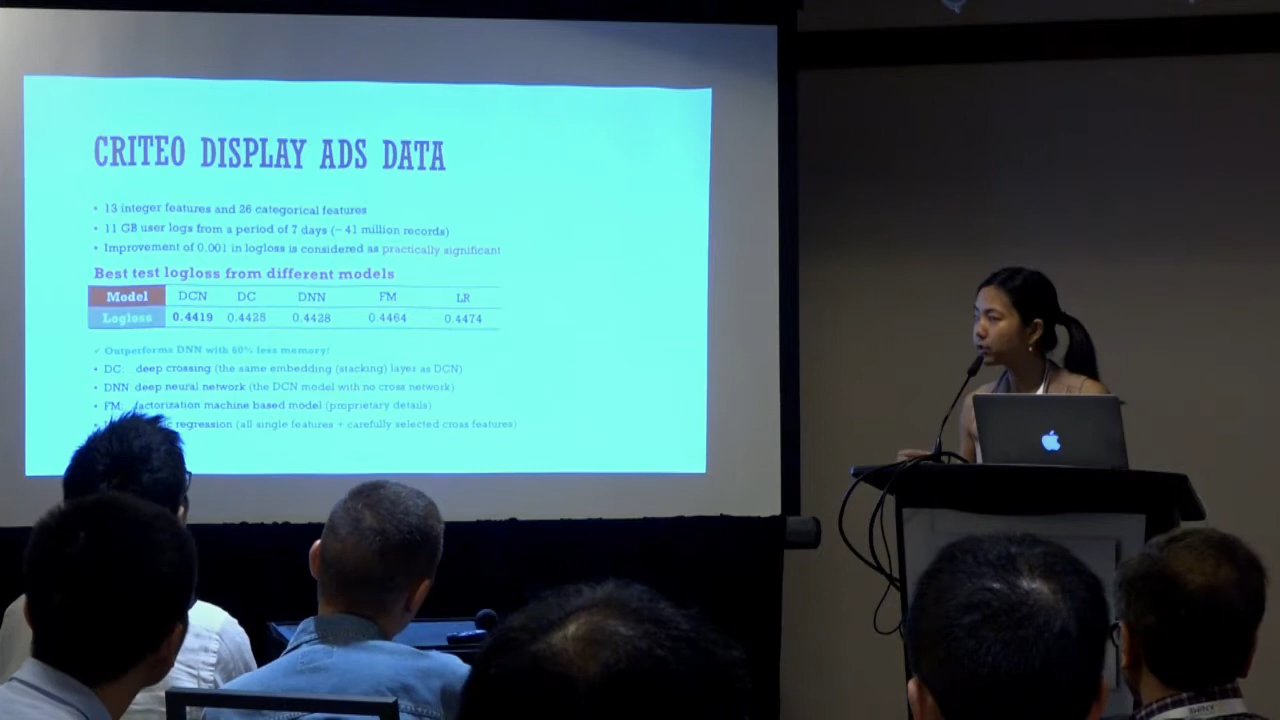 CRITEO DISPLAY ADS DATA
• 13 integer features and 26 categorical features
• 11 GB user logs from a period of 7 days (~ 41 million records)
• Improvement of 0.001 in logloss is considered as practically significant
Best test logloss from different models
Model DCN DC DNN FM LR
Logloss 0.4419 0.4425 0.4428 0.4464 0.4474
✓ Outperforms DNN with 60% less memory!
• DC: deep crossing (the same embedding (stacking) layer as DCN)
• DNN: deep neural network (the DCN model with no cross network)
• FM: factorization machine based model (proprietary details)
regression (all single features + carefully selected cross features)